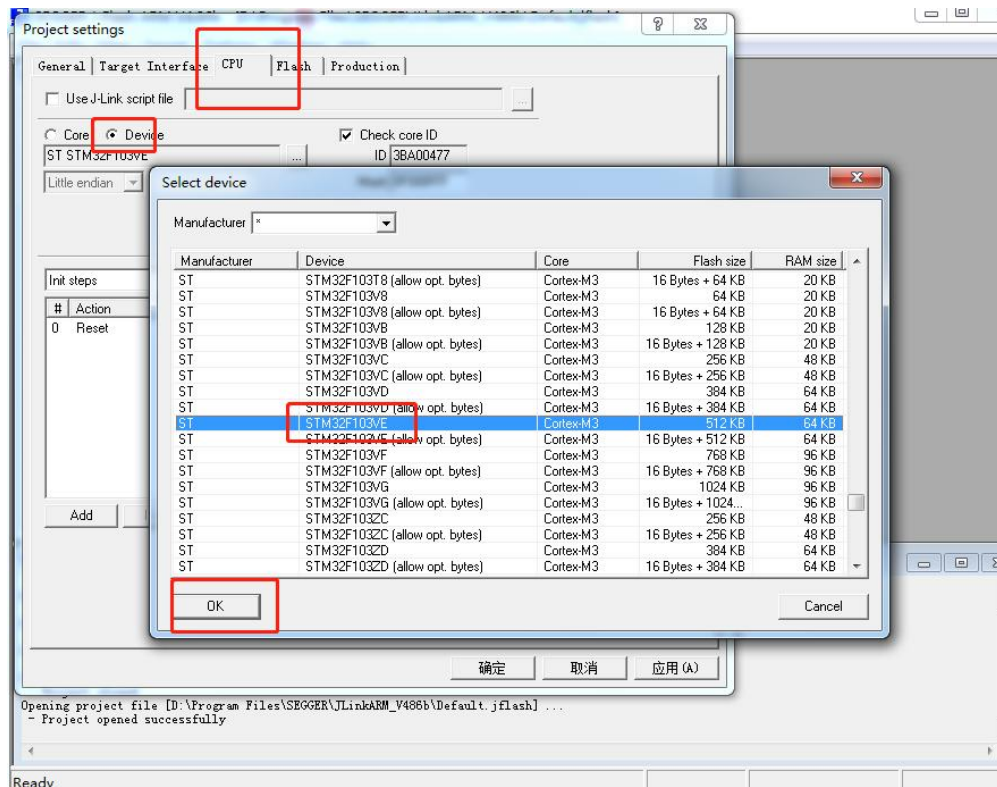 Project settings
General Target Interface CPU Flash Production
Use J-Link script file ...
Core Device Check core ID
ST STM32F103VE ... ID 3BA00477
Little endian
Select device
Manufacturer *
Manufacturer Device Core Flash size RAM size
ST STM32F103T8 (allow opt. bytes) Cortex-M3 16 Bytes + 64 KB 20 KB
ST STM32F103V8 Cortex-M3 64 KB 20 KB
ST STM32F103V8 (allow opt. bytes) Cortex-M3 16 Bytes + 64 KB 20 KB
ST STM32F103VB Cortex-M3 128 KB 20 KB
ST STM32F103VB (allow opt. bytes) Cortex-M3 16 Bytes + 128 KB 20 KB
ST STM32F103VC Cortex-M3 256 KB 48 KB
ST STM32F103VC (allow opt. bytes) Cortex-M3 16 Bytes + 256 KB 48 KB
ST STM32F103VD Cortex-M3 384 KB 64 KB
ST STM32F103VD (allow opt. bytes) Cortex-M3 16 Bytes + 384 KB 64 KB
ST STM32F103VE Cortex-M3 512 KB 64 KB
ST STM32F103VE (allow opt. bytes) Cortex-M3 16 Bytes + 512 KB 64 KB
ST STM32F103VF Cortex-M3 768 KB 96 KB
ST STM32F103VF (allow opt. bytes) Cortex-M3 16 Bytes + 768 KB 96 KB
ST STM32F103VG Cortex-M3 1024 KB 96 KB
ST STM32F103VG (allow opt. bytes) Cortex-M3 16 Bytes + 1024... 96 KB
ST STM32F103ZC Cortex-M3 256 KB 48 KB
ST STM32F103ZC (allow opt. bytes) Cortex-M3 16 Bytes + 256 KB 48 KB
ST STM32F103ZD Cortex-M3 384 KB 64 KB
ST STM32F103ZD (allow opt. bytes) Cortex-M3 16 Bytes + 384 KB 64 KB
OK Cancel
Init steps
# Action
0 Reset
Add
确定 取消 应用(A)
Opening project file [D:\Program Files\SEGGER\JLinkARM_V486b\Default.jflash] ...
- Project opened successfully
Ready